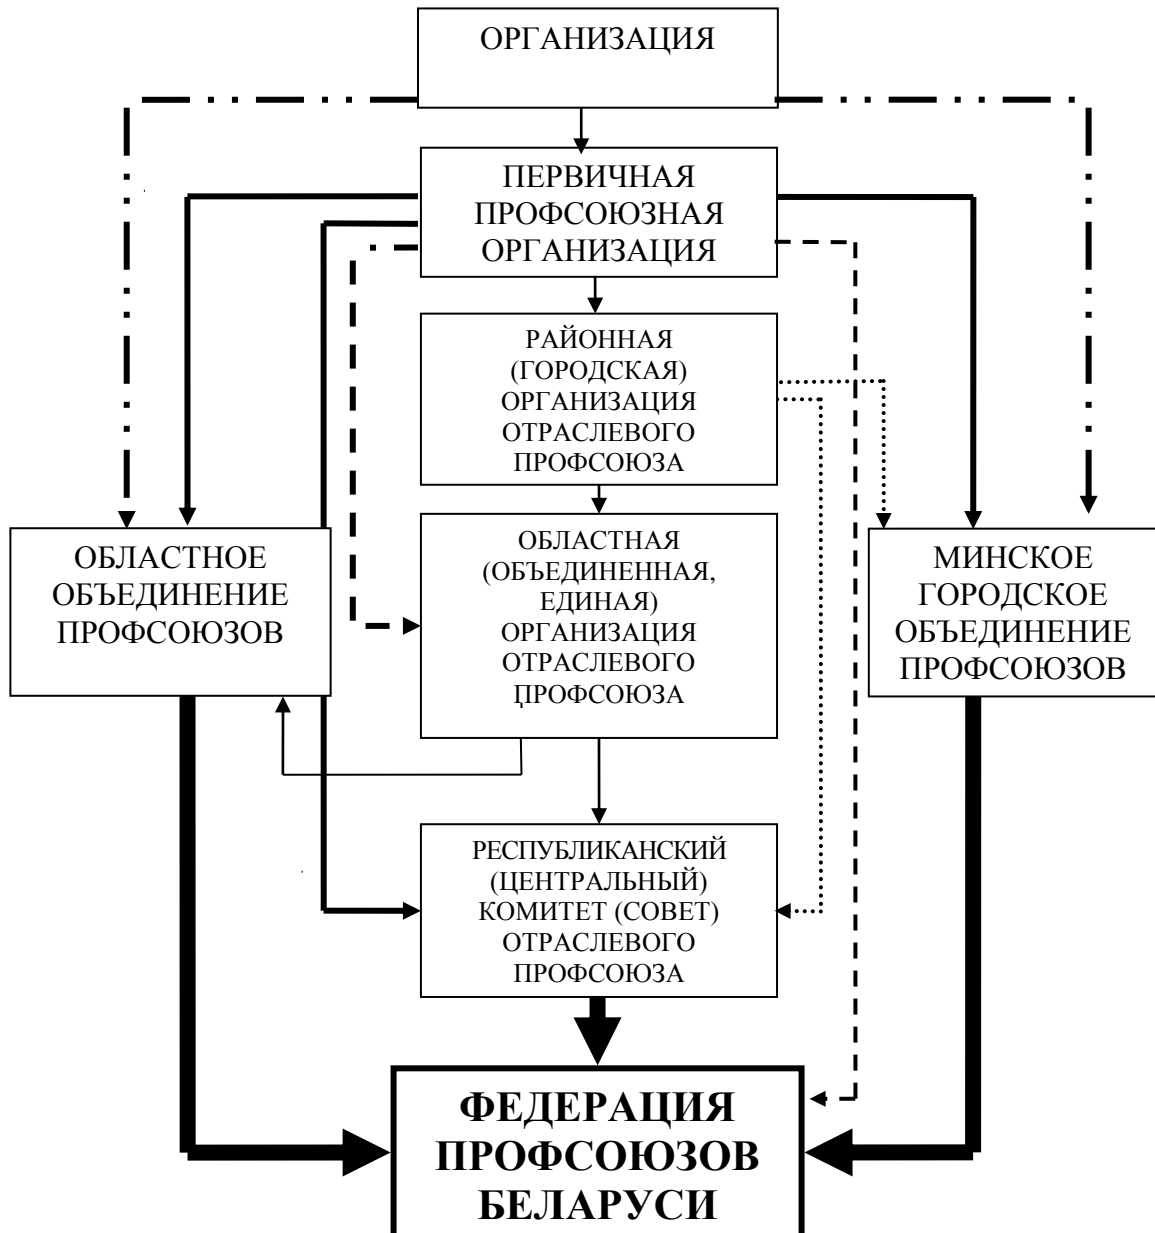 ОРГАНИЗАЦИЯ
ПЕРВИЧНАЯ
ПРОФСОЮЗНАЯ
ОРГАНИЗАЦИЯ
РАЙОННАЯ
(ГОРОДСКАЯ)
ОРГАНИЗАЦИЯ
ОТРАСЛЕВОГО
ПРОФСОЮЗА
ОБЛАСТНОЕ
ОБЪЕДИНЕНИЕ
ПРОФСОЮЗОВ
ОБЛАСТНАЯ
(ОБЪЕДИНЕННАЯ,
ЕДИНАЯ)
ОРГАНИЗАЦИЯ
ОТРАСЛЕВОГО
ПРОФСОЮЗА
МИНСКОЕ
ГОРОДСКОЕ
ОБЪЕДИНЕНИЕ
ПРОФСОЮЗОВ
РЕСПУБЛИКАНСКИЙ
(ЦЕНТРАЛЬНЫЙ)
КОМИТЕТ (СОВЕТ)
ОТРАСЛЕВОГО
ПРОФСОЮЗА
ФЕДЕРАЦИЯ
ПРОФСОЮЗОВ
БЕЛАРУСИ